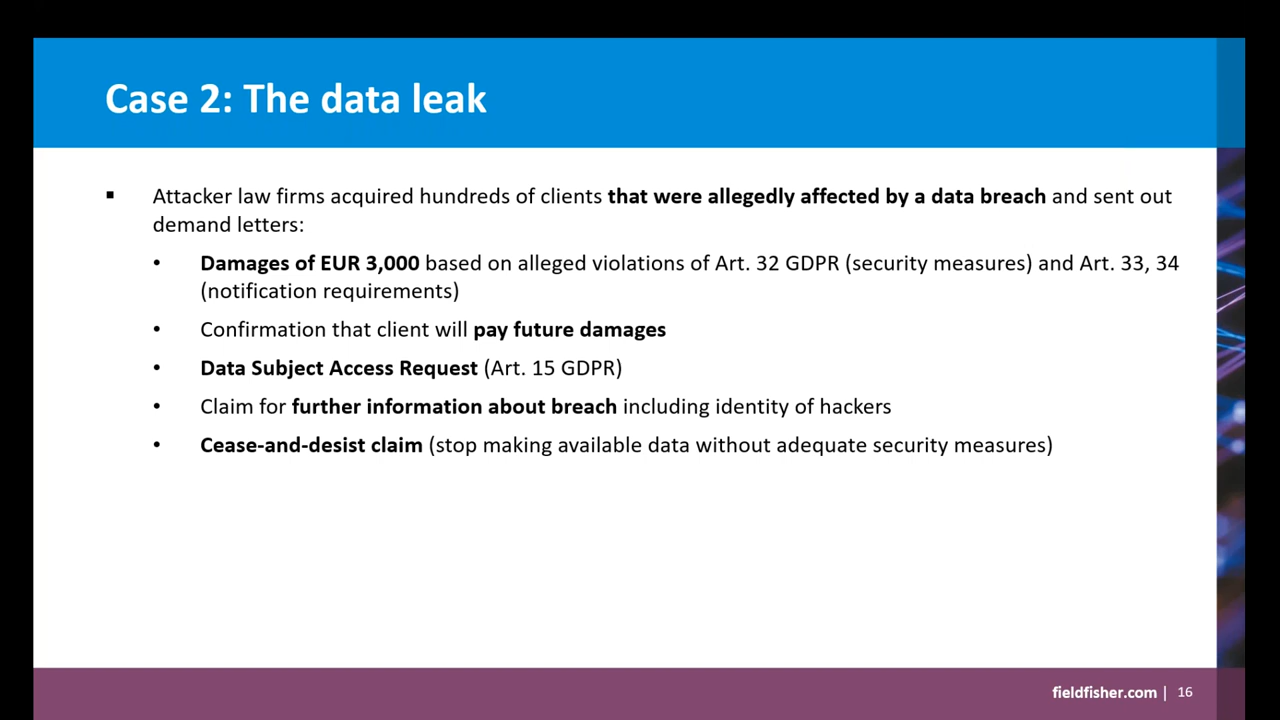 Case 2: The data leak
▪ Attacker law firms acquired hundreds of clients that were allegedly affected by a data breach and sent out
demand letters:
• Damages of EUR 3,000 based on alleged violations of Art. 32 GDPR (security measures) and Art. 33, 34
(notification requirements)
• Confirmation that client will pay future damages
• Data Subject Access Request (Art. 15 GDPR)
• Claim for further information about breach including identity of hackers
• Cease-and-desist claim (stop making available data without adequate security measures)
fieldfisher.com | 16